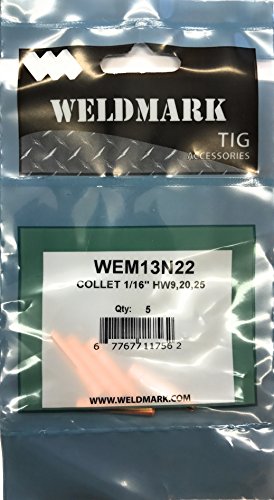 WELDMARK
TIG
ACCESSORIES
WEM13N22
COLLET 1/16" HW9,20,25
Qty: 5
6 77677 11756 2
WWW.WELDMARK.COM